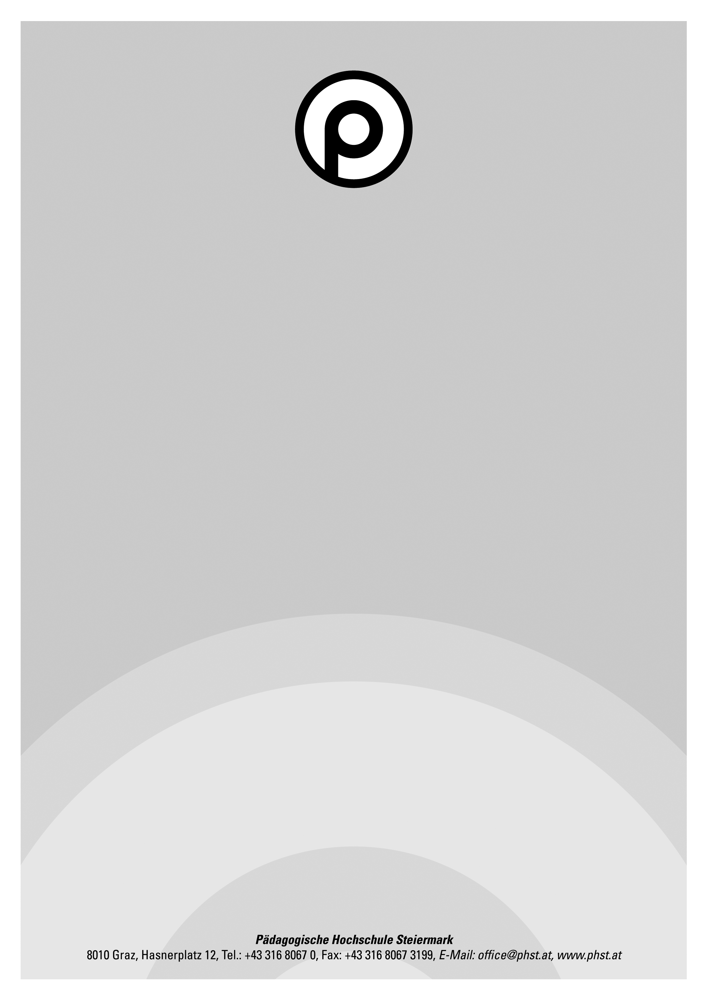 p
Pädagogische Hochschule Steiermark
8010 Graz, Hasnerplatz 12, Tel.: +43 316 8067 0, Fax: +43 316 8067 3199, E-Mail: office@phst.at, www.phst.at